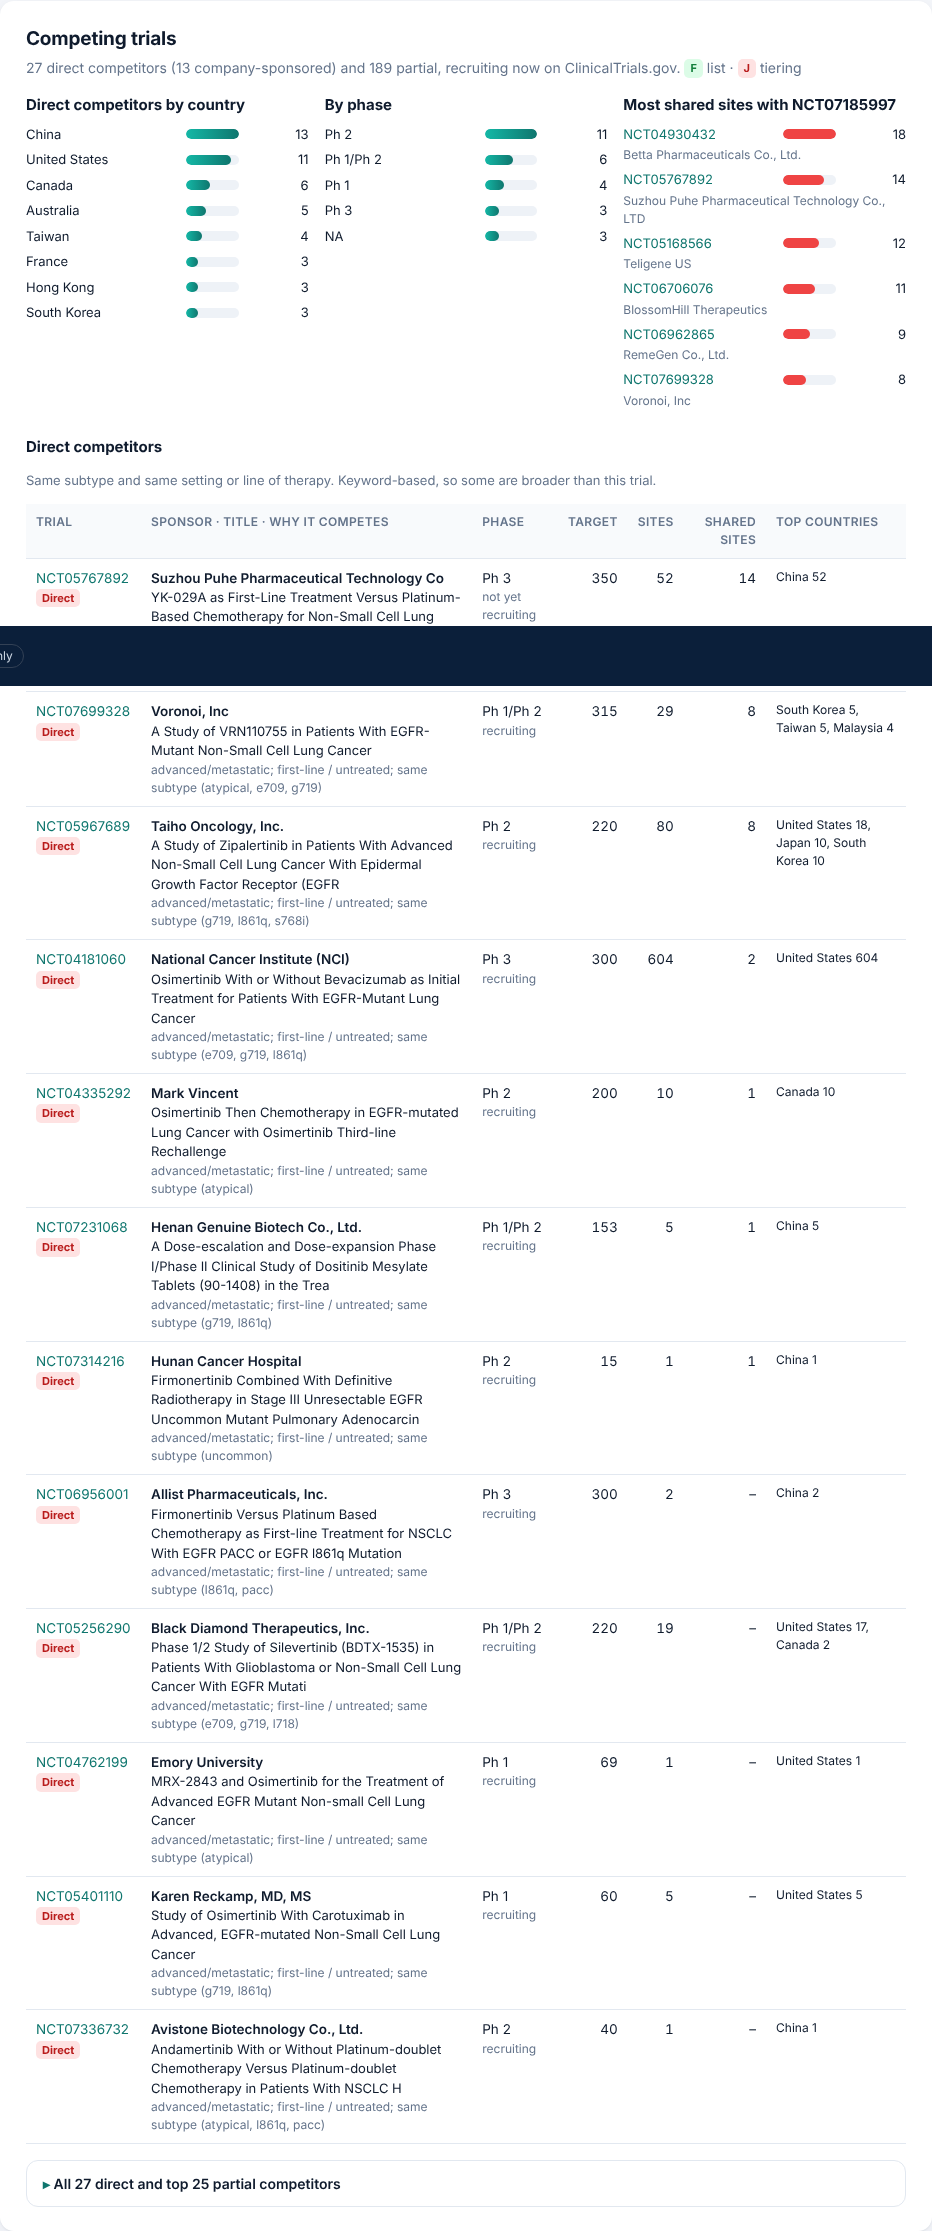 Competing trials
27 direct competitors (13 company-sponsored) and 189 partial, recruiting now on ClinicalTrials.gov. F list · J tiering
Direct competitors by country
China 13
United States 11
Canada 6
Australia 5
Taiwan 4
France 3
Hong Kong 3
South Korea 3
By phase
Ph 2 11
Ph 1/Ph 2 6
Ph 1 4
Ph 3 3
NA 3
Most shared sites with NCT07185997
NCT04930432 18
Betta Pharmaceuticals Co., Ltd.
NCT05767892 14
Suzhou Puhe Pharmaceutical Technology Co.,
LTD
NCT05168566 12
Teligene US
NCT06706076 11
BlossomHill Therapeutics
NCT06962865 9
RemeGen Co., Ltd.
NCT07699328 8
Voronoi, Inc
Direct competitors
Same subtype and same setting or line of therapy. Keyword-based, so some are broader than this trial.
TRIAL SPONSOR · TITLE · WHY IT COMPETES PHASE TARGET SITES SHARED TOP COUNTRIES
SITES
NCT05767892 Suzhou Puhe Pharmaceutical Technology Co Ph 3 350 52 14 China 52
Direct YK-029A as First-Line Treatment Versus Platinum- not yet
Based Chemotherapy for Non-Small Cell Lung recruiting
nly
NCT07699328 Voronoi, Inc Ph 1/Ph 2 315 29 8 South Korea 5,
Direct A Study of VRN110755 in Patients With EGFR- recruiting Taiwan 5, Malaysia 4
Mutant Non-Small Cell Lung Cancer
advanced/metastatic; first-line / untreated; same
subtype (atypical, e709, g719)
NCT05967689 Taiho Oncology, Inc. Ph 2 220 80 8 United States 18,
Direct A Study of Zipalertinib in Patients With Advanced recruiting Japan 10, South
Non-Small Cell Lung Cancer With Epidermal Korea 10
Growth Factor Receptor (EGFR
advanced/metastatic; first-line / untreated; same
subtype (g719, l861q, s768i)
NCT04181060 National Cancer Institute (NCI) Ph 3 300 604 2 United States 604
Direct Osimertinib With or Without Bevacizumab as Initial recruiting
Treatment for Patients With EGFR-Mutant Lung
Cancer
advanced/metastatic; first-line / untreated; same
subtype (e709, g719, l861q)
NCT04335292 Mark Vincent Ph 2 200 10 1 Canada 10
Direct Osimertinib Then Chemotherapy in EGFR-mutated recruiting
Lung Cancer with Osimertinib Third-line
Rechallenge
advanced/metastatic; first-line / untreated; same
subtype (atypical)
NCT07231068 Henan Genuine Biotech Co., Ltd. Ph 1/Ph 2 153 5 1 China 5
Direct A Dose-escalation and Dose-expansion Phase recruiting
I/Phase II Clinical Study of Dositinib Mesylate
Tablets (90-1408) in the Trea
advanced/metastatic; first-line / untreated; same
subtype (g719, l861q)
NCT07314216 Hunan Cancer Hospital Ph 2 15 1 1 China 1
Direct Firmonertinib Combined With Definitive recruiting
Radiotherapy in Stage III Unresectable EGFR
Uncommon Mutant Pulmonary Adenocarcin
advanced/metastatic; first-line / untreated; same
subtype (uncommon)
NCT06956001 Allist Pharmaceuticals, Inc. Ph 3 300 2 – China 2
Direct Firmonertinib Versus Platinum Based recruiting
Chemotherapy as First-line Treatment for NSCLC
With EGFR PACC or EGFR l861q Mutation
advanced/metastatic; first-line / untreated; same
subtype (l861q, pacc)
NCT05256290 Black Diamond Therapeutics, Inc. Ph 1/Ph 2 220 19 – United States 17,
Direct Phase 1/2 Study of Silevertinib (BDTX-1535) in recruiting Canada 2
Patients With Glioblastoma or Non-Small Cell Lung
Cancer With EGFR Mutati
advanced/metastatic; first-line / untreated; same
subtype (e709, g719, l718)
NCT04762199 Emory University Ph 1 69 1 – United States 1
Direct MRX-2843 and Osimertinib for the Treatment of recruiting
Advanced EGFR Mutant Non-small Cell Lung
Cancer
advanced/metastatic; first-line / untreated; same
subtype (atypical)
NCT05401110 Karen Reckamp, MD, MS Ph 1 60 5 – United States 5
Direct Study of Osimertinib With Carotuximab in recruiting
Advanced, EGFR-mutated Non-Small Cell Lung
Cancer
advanced/metastatic; first-line / untreated; same
subtype (g719, l861q)
NCT07336732 Avistone Biotechnology Co., Ltd. Ph 2 40 1 – China 1
Direct Andamertinib With or Without Platinum-doublet recruiting
Chemotherapy Versus Platinum-doublet
Chemotherapy in Patients With NSCLC H
advanced/metastatic; first-line / untreated; same
subtype (atypical, l861q, pacc)
▸ All 27 direct and top 25 partial competitors